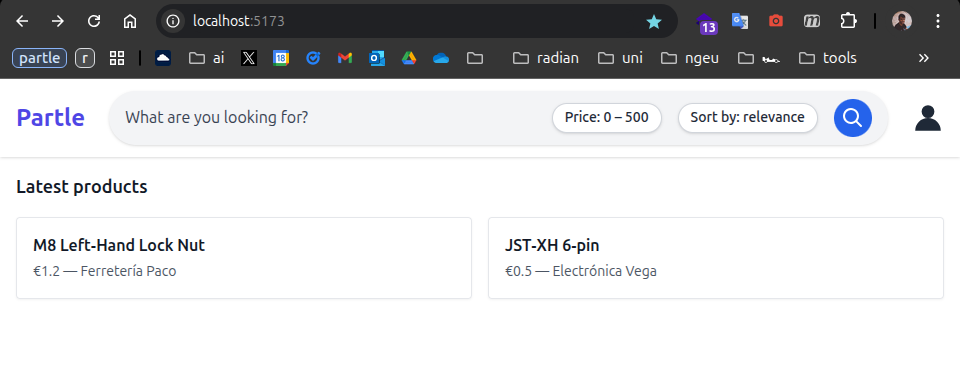 localhost:5173
13
partle r ai 18 radian uni ngeu tools »
Partle What are you looking for? Price: 0 – 500 Sort by: relevance
Latest products
M8 Left-Hand Lock Nut
€1.2 — Ferretería Paco
JST-XH 6-pin
€0.5 — Electrónica Vega